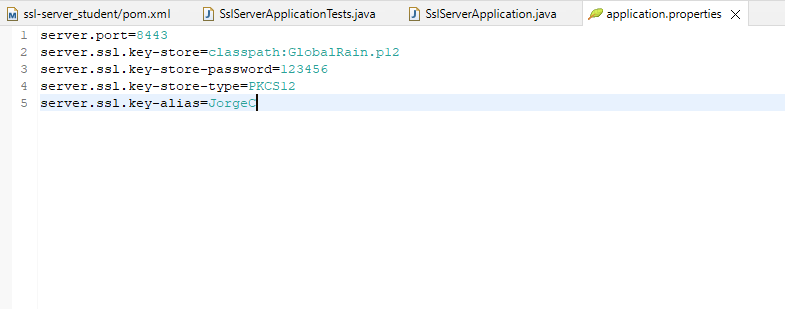 ssl-server_student/pom.xml SslServerApplicationTests.java SslServerApplication.java application.properties
1 server.port=8443
2 server.ssl.key-store=classpath:GlobalRain.p12
3 server.ssl.key-store-password=123456
4 server.ssl.key-store-type=PKCS12
5 server.ssl.key-alias=JorgeC